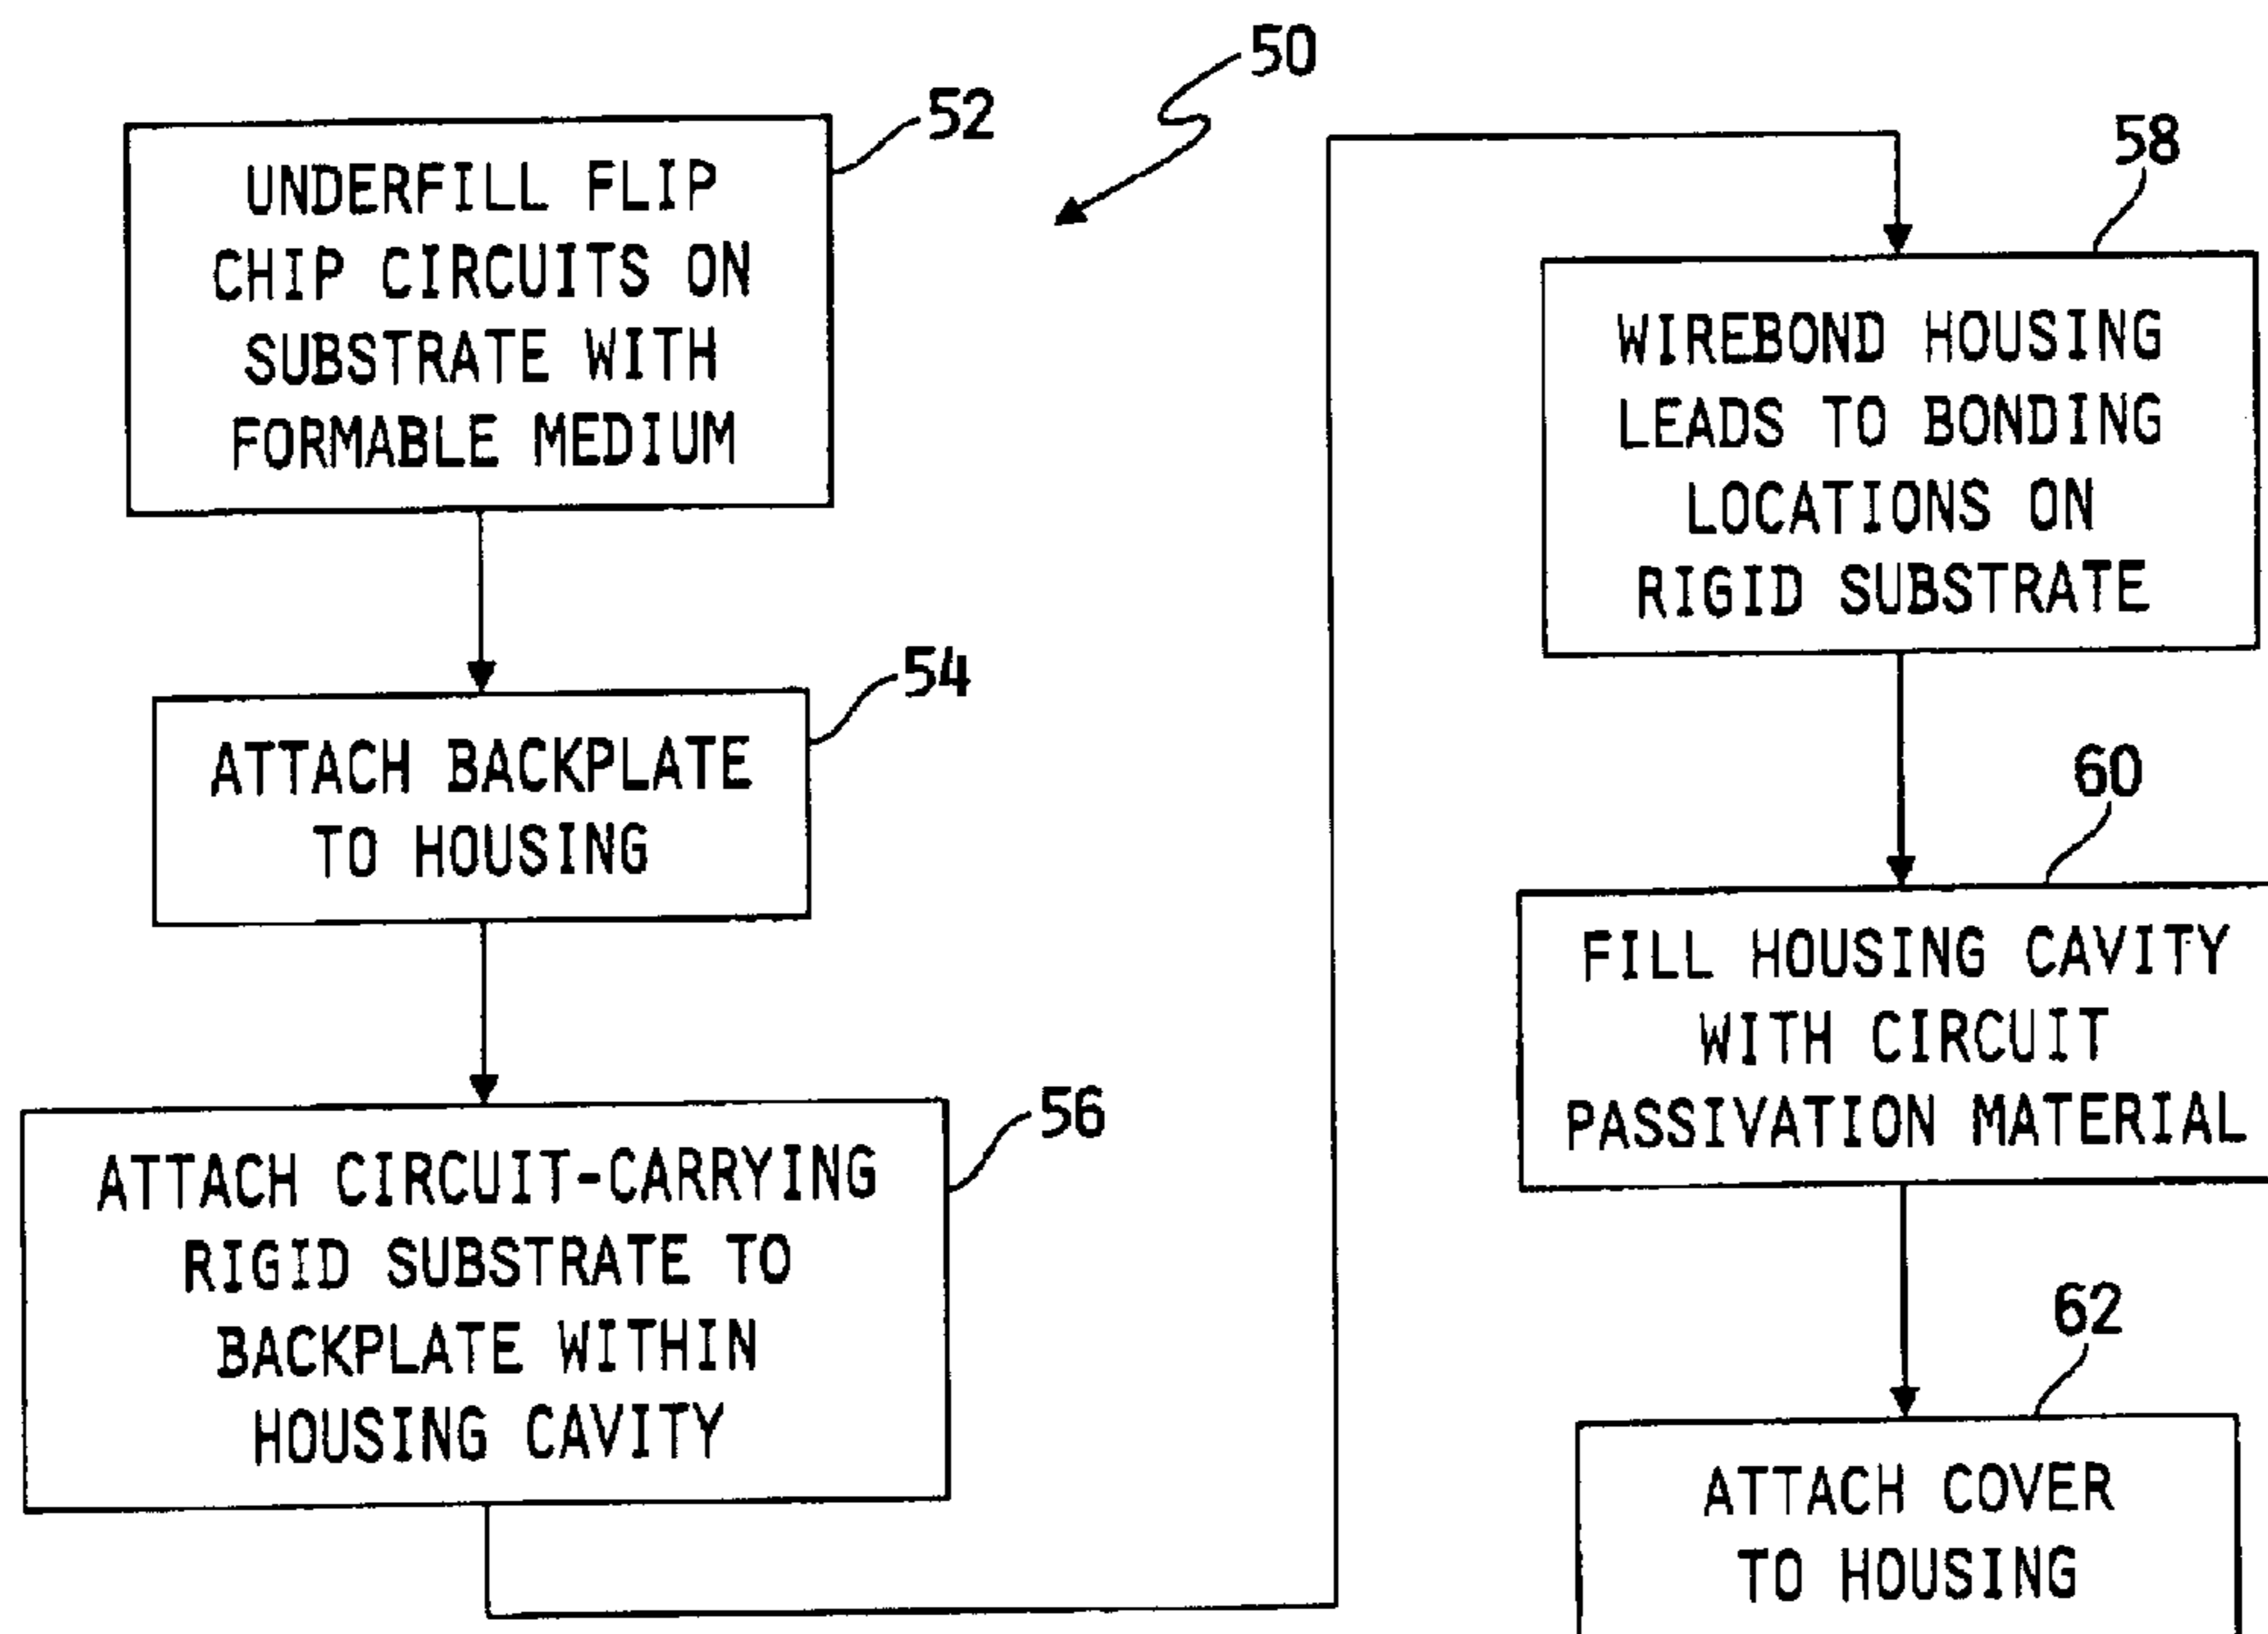 50
52
UNDERFILL FLIP
CHIP CIRCUITS ON
SUBSTRATE WITH
FORMABLE MEDIUM
54
ATTACH BACKPLATE
TO HOUSING
56
ATTACH CIRCUIT-CARRYING
RIGID SUBSTRATE TO
BACKPLATE WITHIN
HOUSING CAVITY
58
WIREBOND HOUSING
LEADS TO BONDING
LOCATIONS ON
RIGID SUBSTRATE
60
FILL HOUSING CAVITY
WITH CIRCUIT
PASSIVATION MATERIAL
62
ATTACH COVER
TO HOUSING